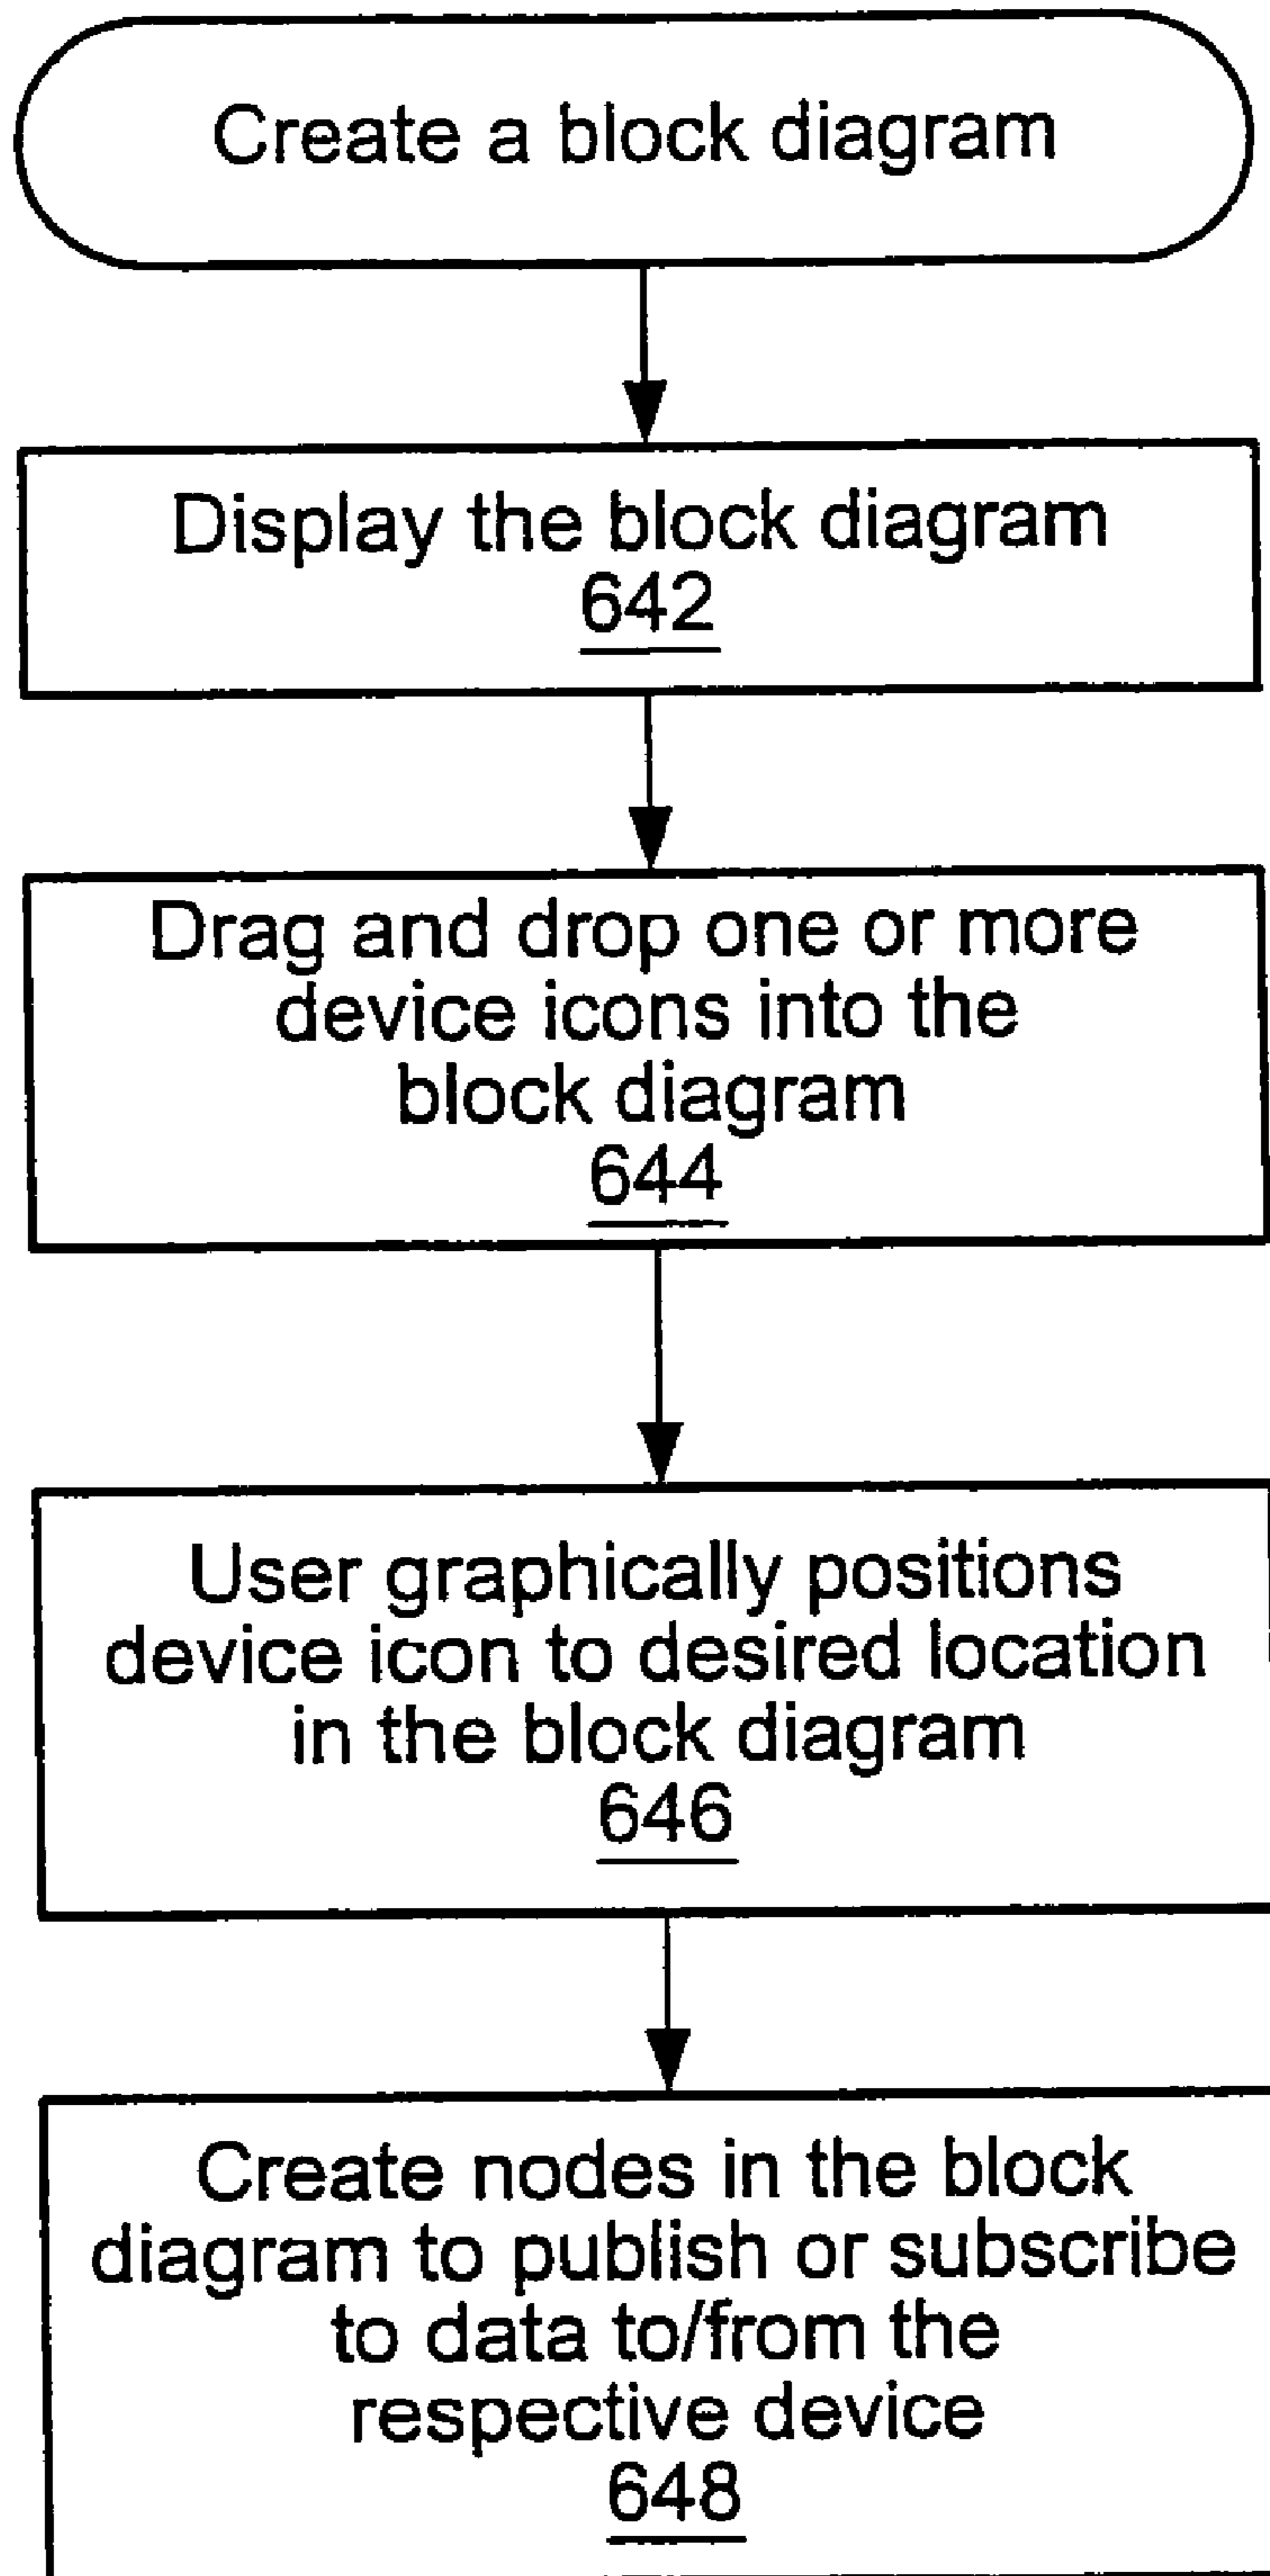 Create a block diagram
Display the block diagram
642
Drag and drop one or more
device icons into the
block diagram
644
User graphically positions
device icon to desired location
in the block diagram
646
Create nodes in the block
diagram to publish or subscribe
to data to/from the
respective device
648